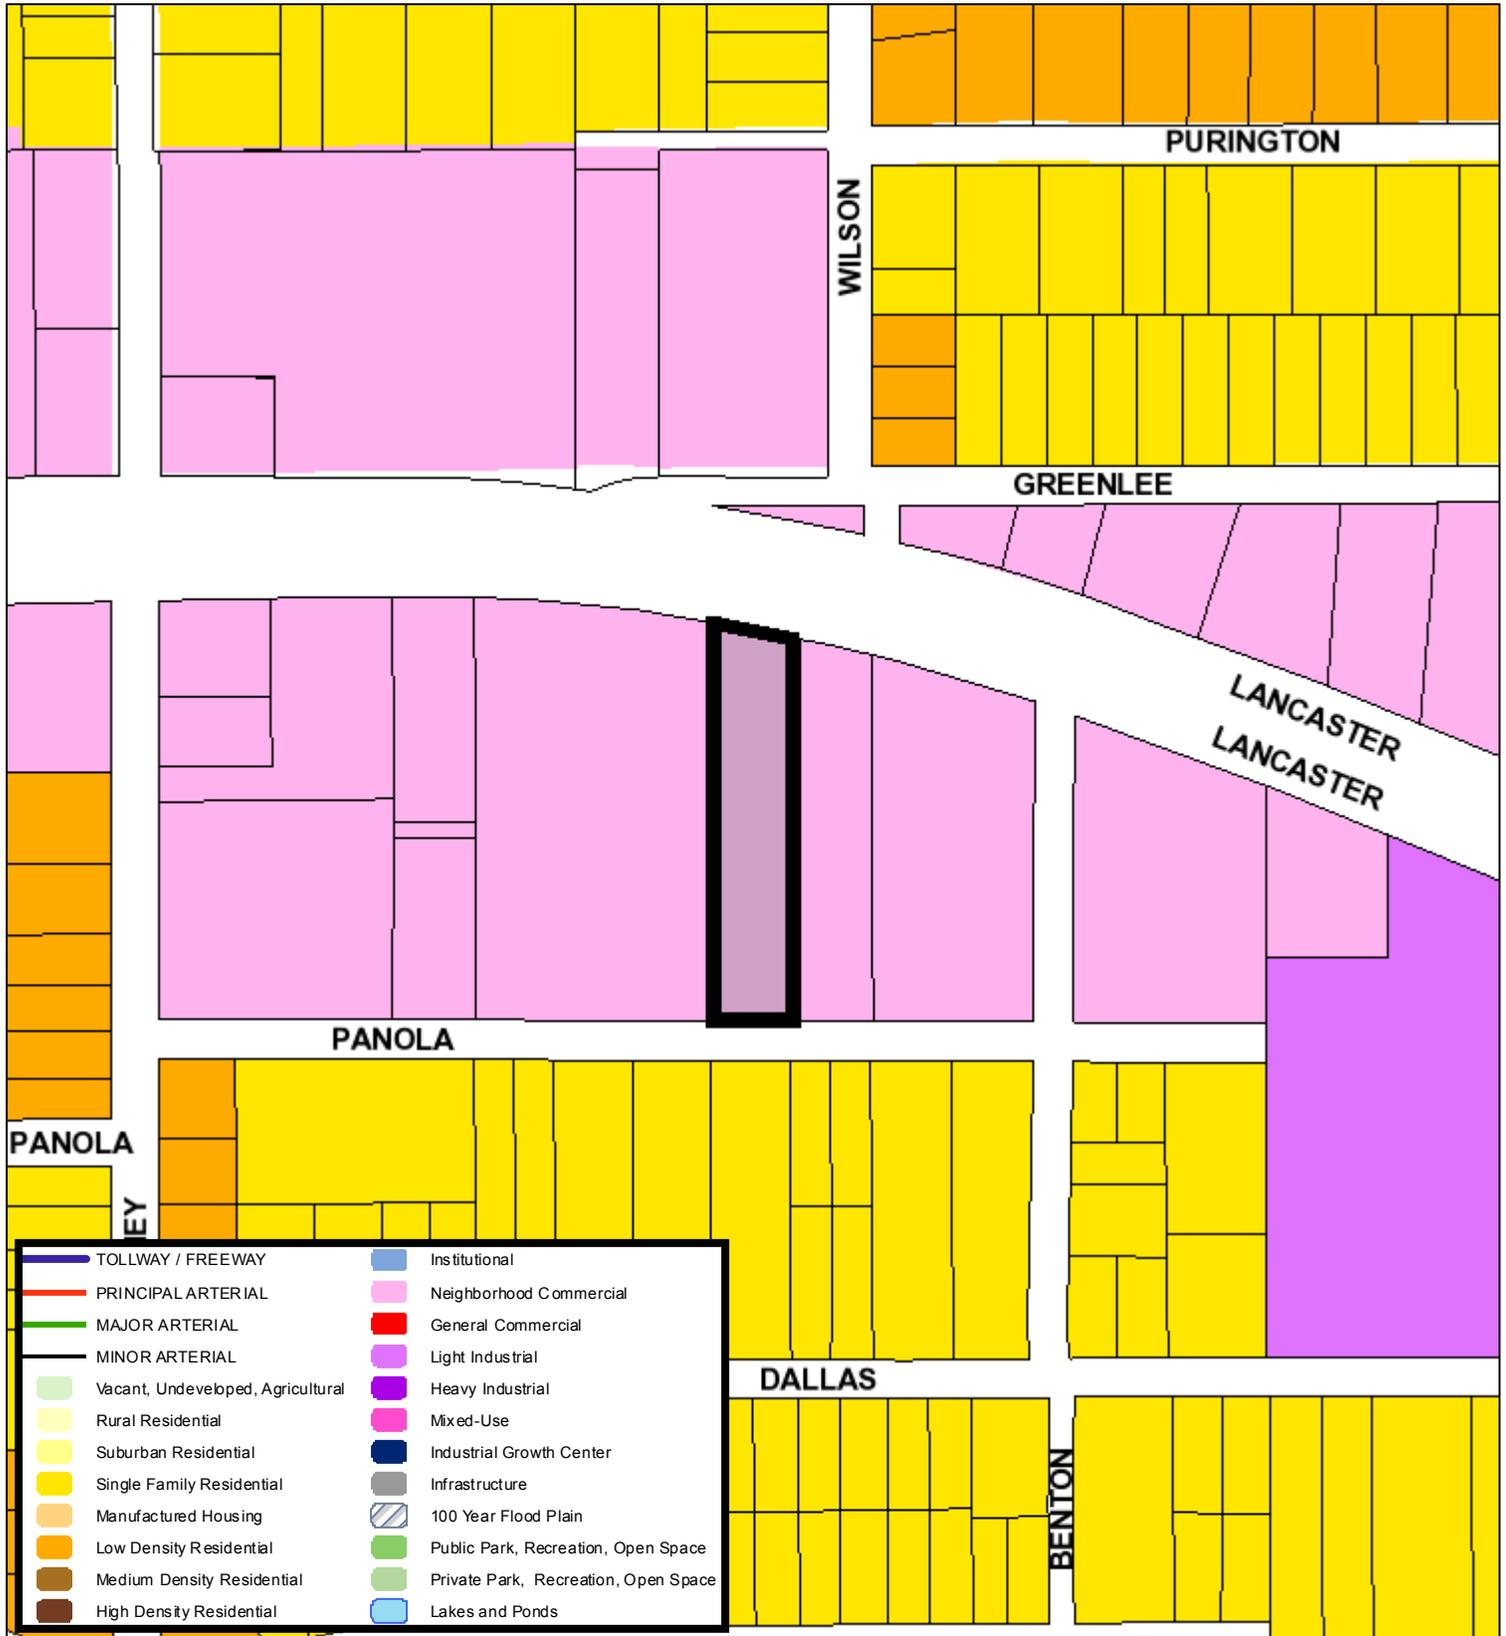 PURINGTON
WILSON
GREENLEE
LANCASTER
LANCASTER
PANOLA
PANOLA
EY
TOLLWAY / FREEWAY
PRINCIPAL ARTERIAL
MAJOR ARTERIAL
MINOR ARTERIAL
Vacant, Undeveloped, Agricultural
Rural Residential
Suburban Residential
Single Family Residential
Manufactured Housing
Low Density Residential
Medium Density Residential
High Density Residential
Institutional
Neighborhood Commercial
General Commercial
Light Industrial
Heavy Industrial
Mixed-Use
Industrial Growth Center
Infrastructure
100 Year Flood Plain
Public Park, Recreation, Open Space
Private Park, Recreation, Open Space
Lakes and Ponds
DALLAS
BENTON